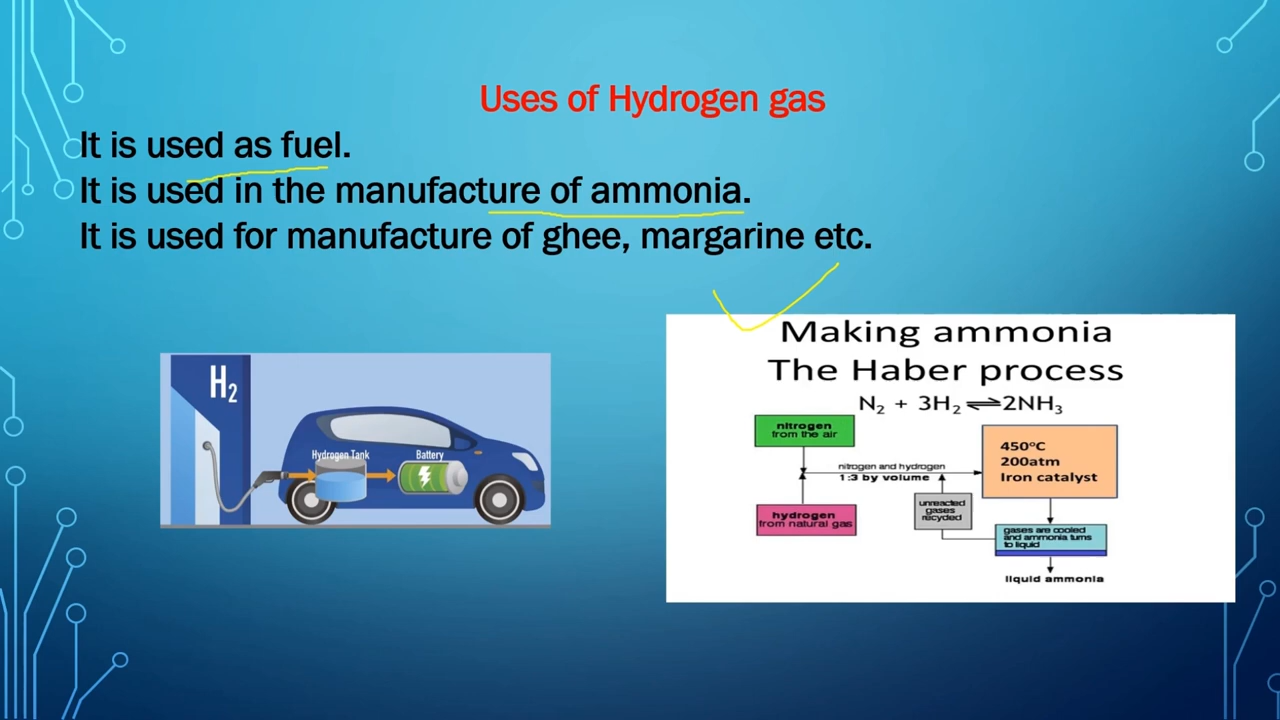 Uses of Hydrogen gas
It is used as fuel.
It is used in the manufacture of ammonia.
It is used for manufacture of ghee, margarine etc.
H₂
Hydrogen Tank
Battery
Making ammonia
The Haber process
N₂ + 3H₂ ⇌ 2NH₃
nitrogen
from the air
nitrogen and hydrogen
1:3 by volume
hydrogen
from natural gas
450°C
200atm
Iron catalyst
unreacted
gases
recycled
gases are cooled
and ammonia turns
to liquid
liquid ammonia